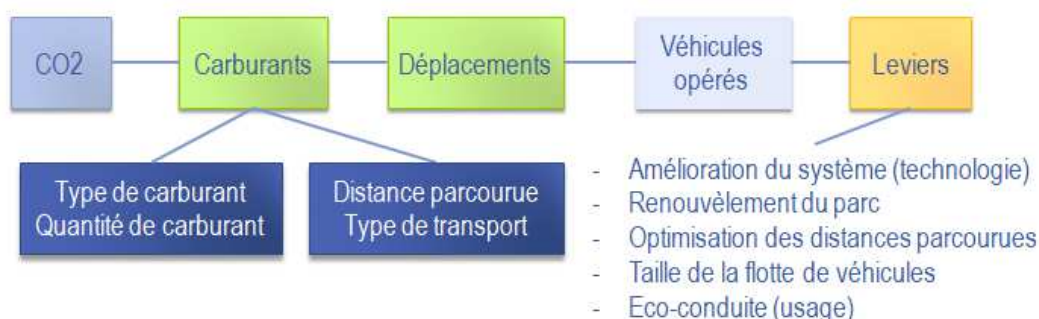 CO2
Carburants
Déplacements
Véhicules
opérés
Leviers
Type de carburant
Quantité de carburant
Distance parcourue
Type de transport
- Amélioration du système (technologie)
- Renouvèlement du parc
- Optimisation des distances parcourues
- Taille de la flotte de véhicules
- Eco-conduite (usage)